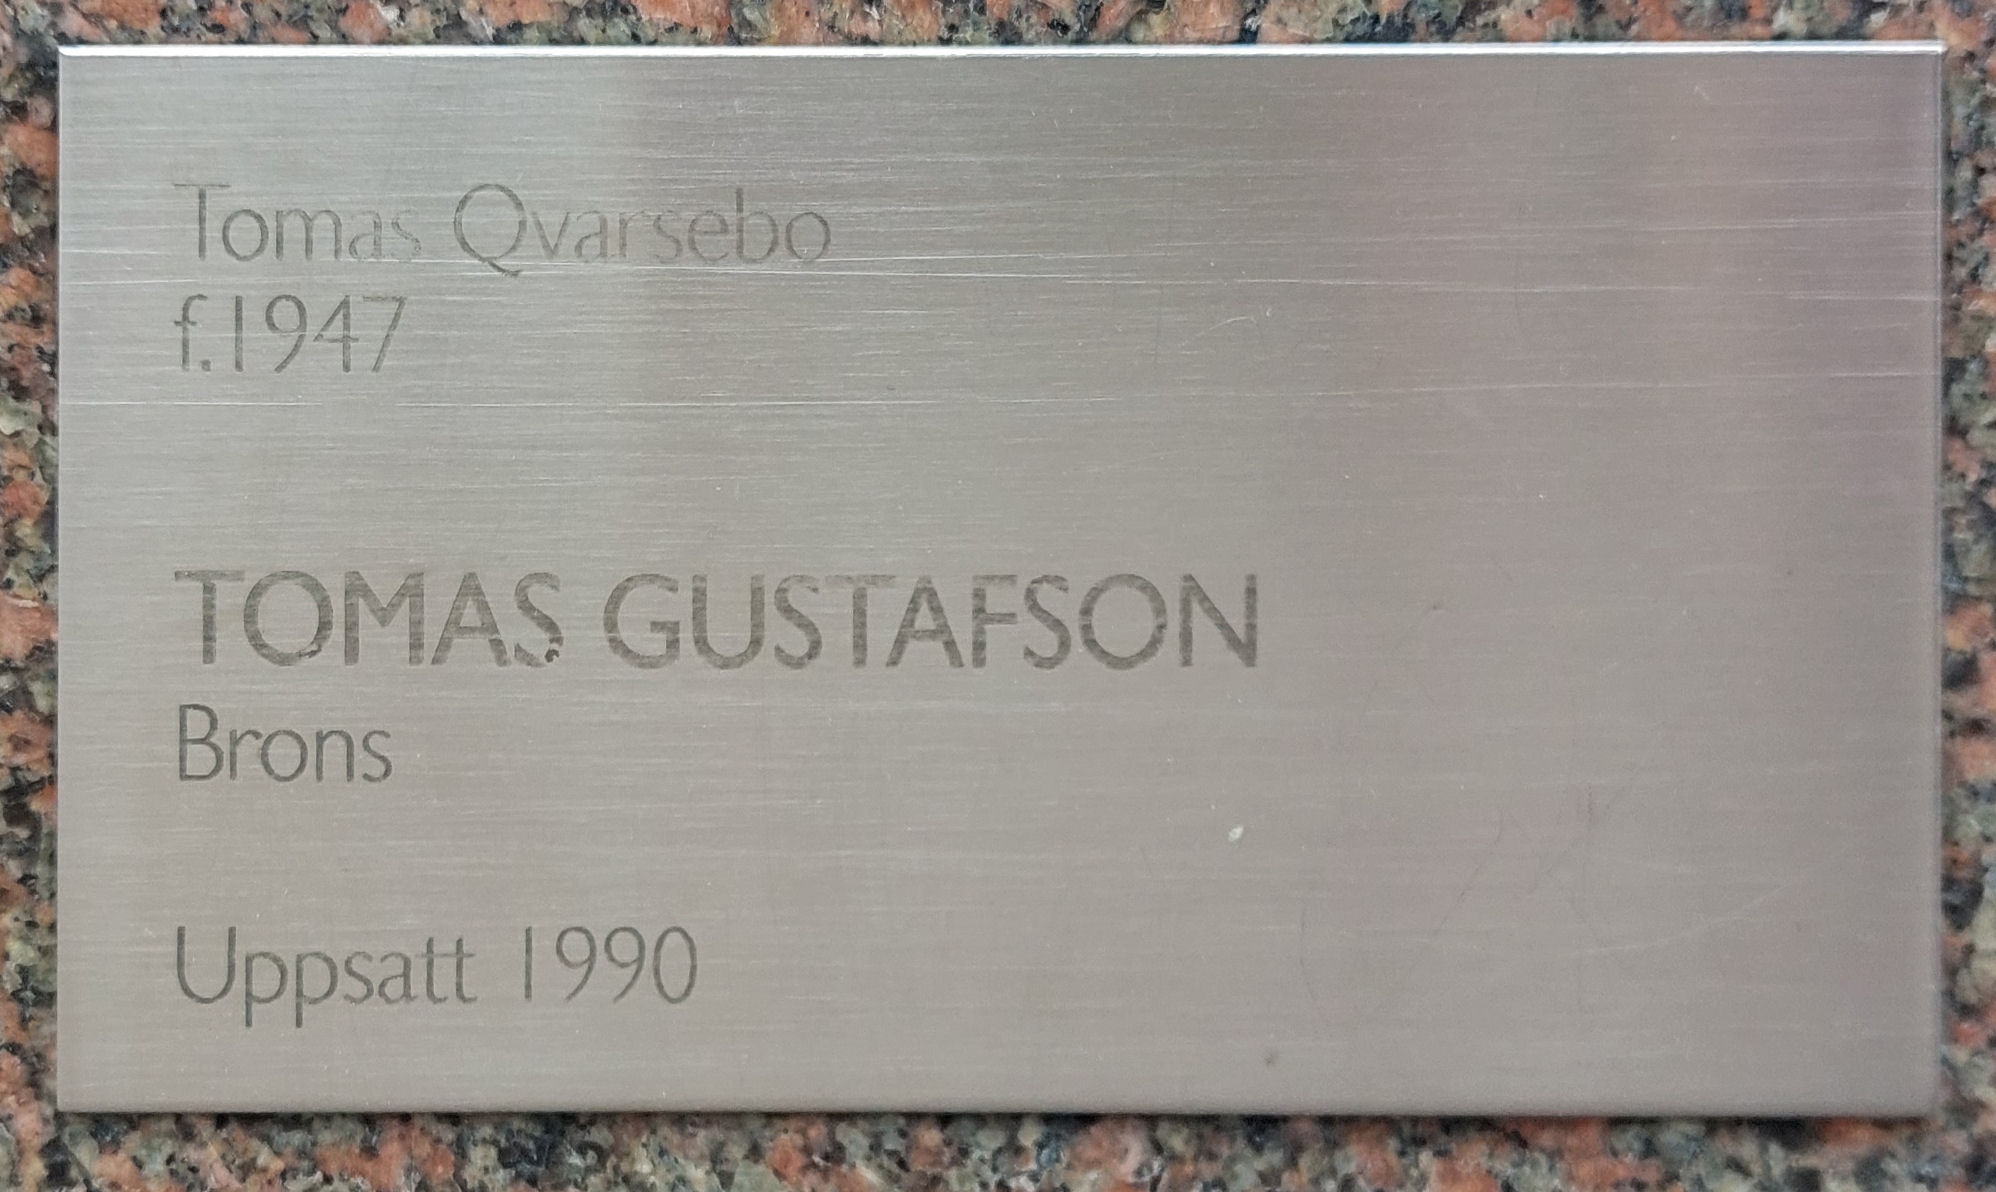 Tomas Qvarsebo
f.1947
TOMAS GUSTAFSON
Brons
Uppsatt 1990